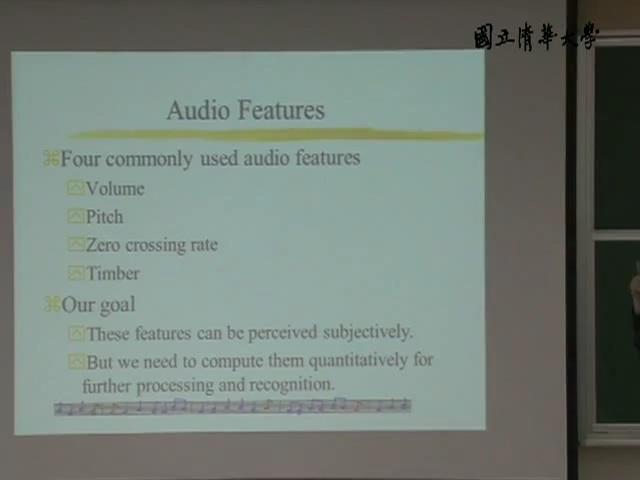 國立清華大學
Audio Features
⌘Four commonly used audio features
Volume
Pitch
Zero crossing rate
Timber
⌘Our goal
These features can be perceived subjectively.
But we need to compute them quantitatively for
further processing and recognition.